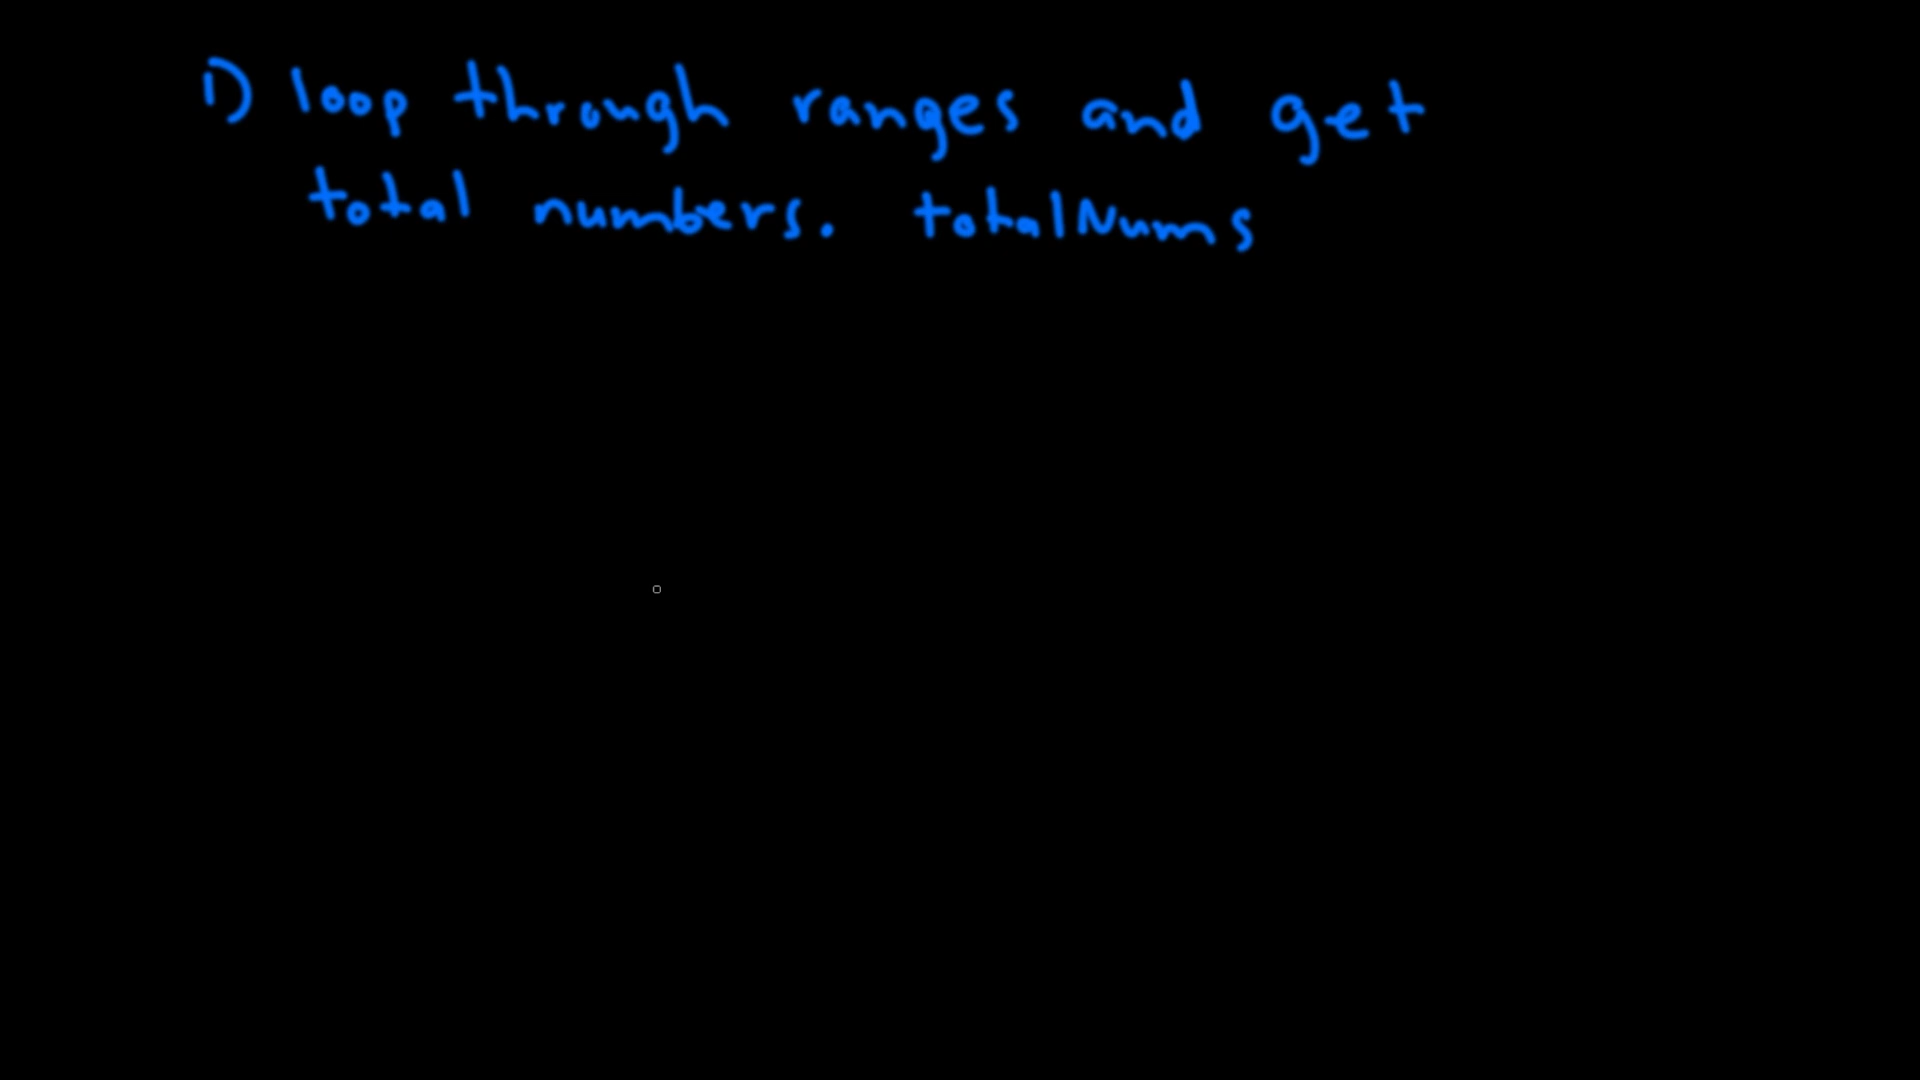 1) loop through ranges and get
total numbers. totalNums